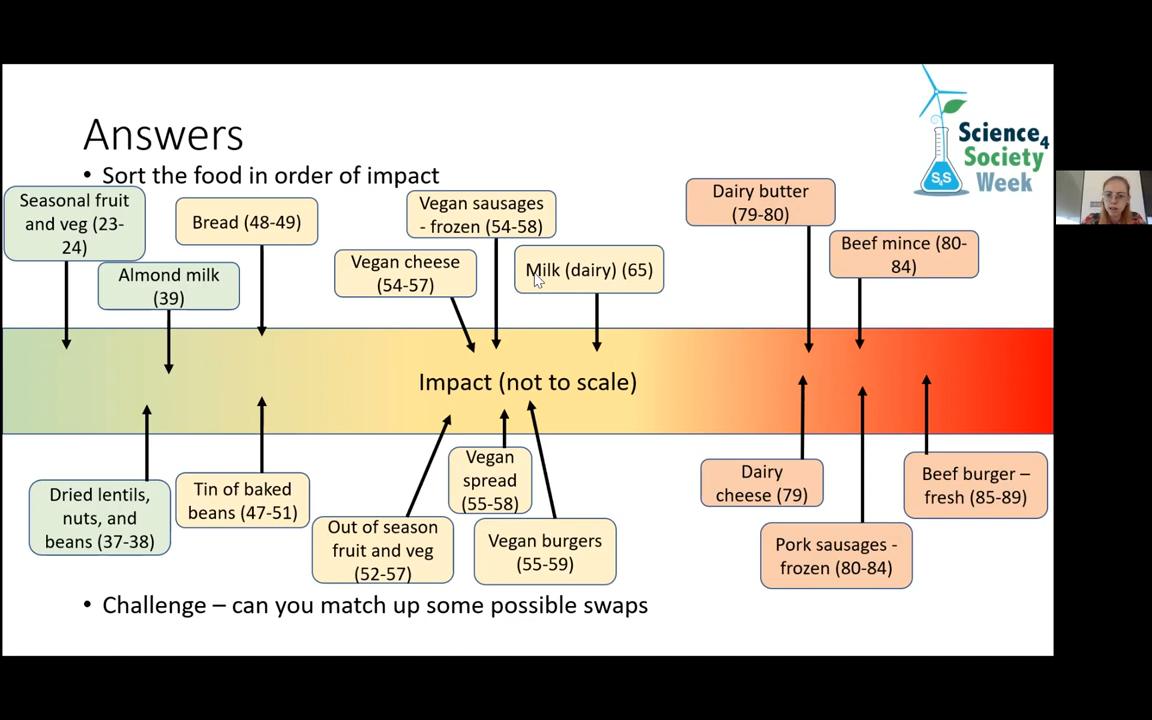 Answers
• Sort the food in order of impact
Science4
Society
Week
S4S
Seasonal fruit
and veg (23-
24)
Almond milk
(39)
Bread (48-49)
Vegan cheese
(54-57)
Vegan sausages
- frozen (54-58)
Milk (dairy) (65)
Dairy butter
(79-80)
Beef mince (80-
84)
Impact (not to scale)
Dried lentils,
nuts, and
beans (37-38)
Tin of baked
beans (47-51)
Out of season
fruit and veg
(52-57)
Vegan
spread
(55-58)
Vegan burgers
(55-59)
Dairy
cheese (79)
Pork sausages -
frozen (80-84)
Beef burger –
fresh (85-89)
• Challenge – can you match up some possible swaps